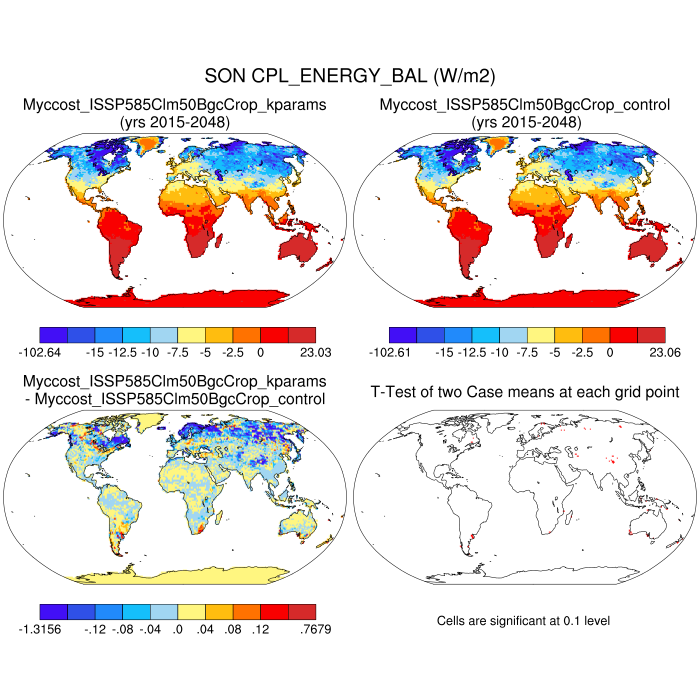 SON CPL_ENERGY_BAL (W/m2)
Myccost_ISSP585Clm50BgcCrop_kparams
(yrs 2015-2048)
Myccost_ISSP585Clm50BgcCrop_control
(yrs 2015-2048)
-102.64 -15 -12.5 -10 -7.5 -5 -2.5 0 23.03
-102.61 -15 -12.5 -10 -7.5 -5 -2.5 0 23.06
Myccost_ISSP585Clm50BgcCrop_kparams
- Myccost_ISSP585Clm50BgcCrop_control
T-Test of two Case means at each grid point
-1.3156 -.12 -.08 -.04 .0 .04 .08 .12 .7679
Cells are significant at 0.1 level